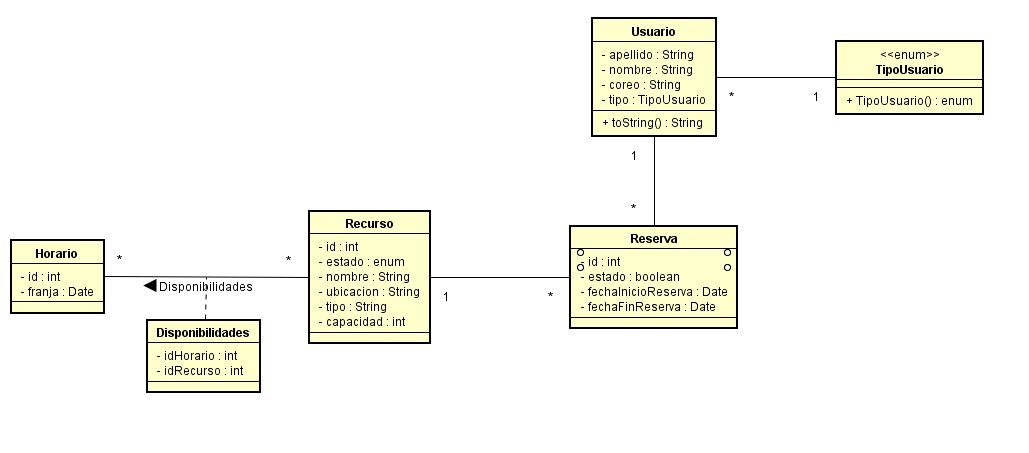 Usuario
- apellido : String
- nombre : String
- coreo : String
- tipo : TipoUsuario
+ toString() : String
<<enum>>
TipoUsuario
+ TipoUsuario() : enum
*
1
1
*
Horario
- id : int
- franja : Date
*
*
Disponibilidades
Disponibilidades
- idHorario : int
- idRecurso : int
Recurso
- id : int
- estado : enum
- nombre : String
- ubicacion : String
- tipo : String
- capacidad : int
1
*
Reserva
- id : int
- estado : boolean
- fechaInicioReserva : Date
- fechaFinReserva : Date